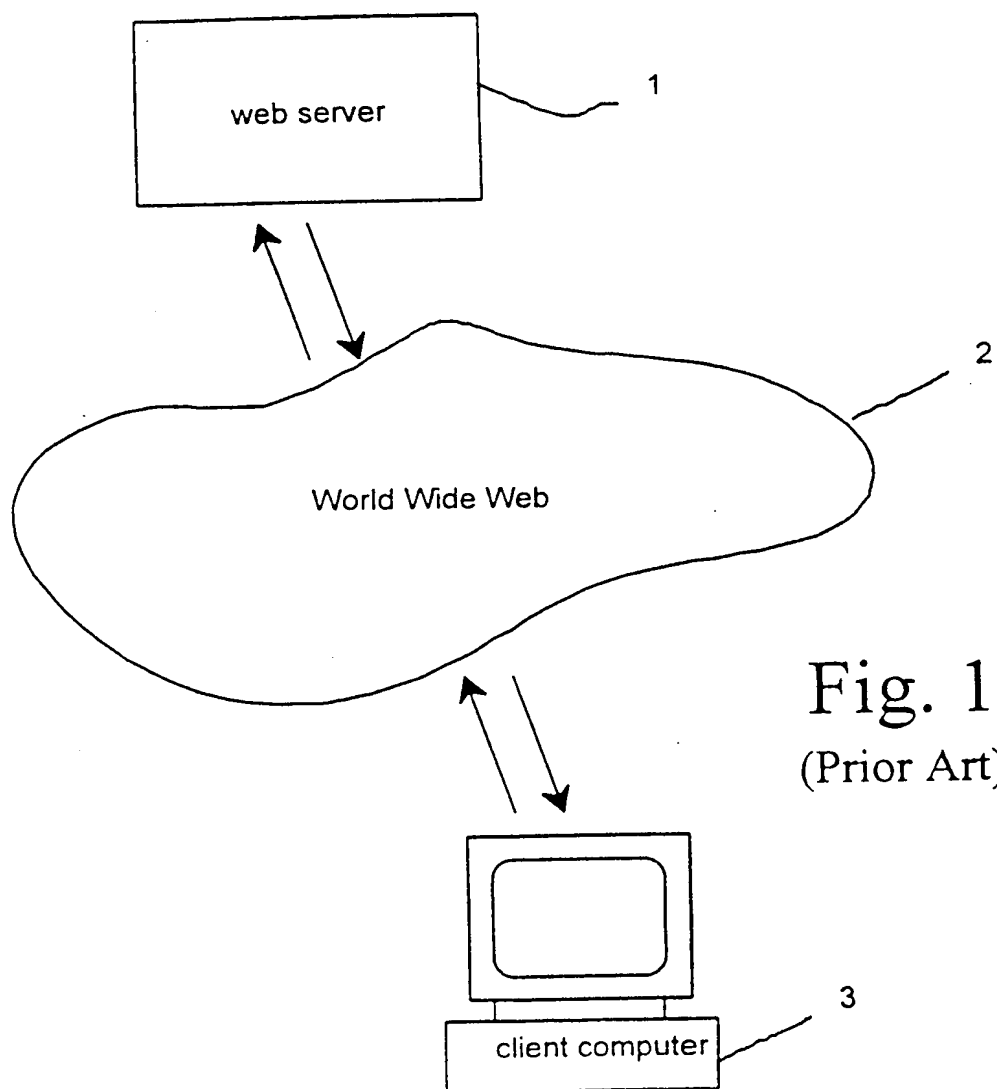 web server
1
2
World Wide Web
Fig. 1
(Prior Art)
3
client computer